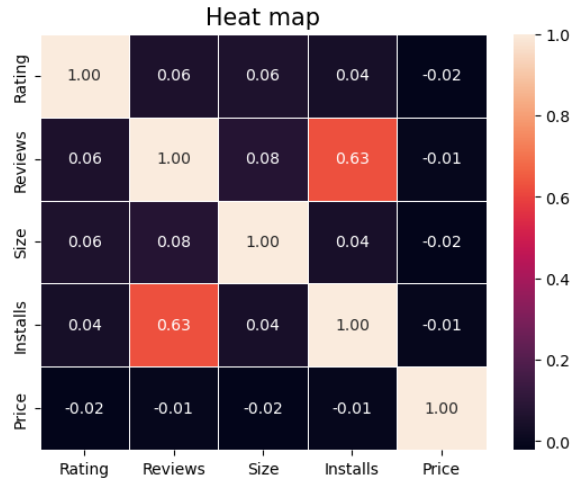 Heat map
Rating 1.00 0.06 0.06 0.04 -0.02
Reviews 0.06 1.00 0.08 0.63 -0.01
Size 0.06 0.08 1.00 0.04 -0.02
Installs 0.04 0.63 0.04 1.00 -0.01
Price -0.02 -0.01 -0.02 -0.01 1.00
Rating Reviews Size Installs Price
1.0
0.8
0.6
0.4
0.2
0.0